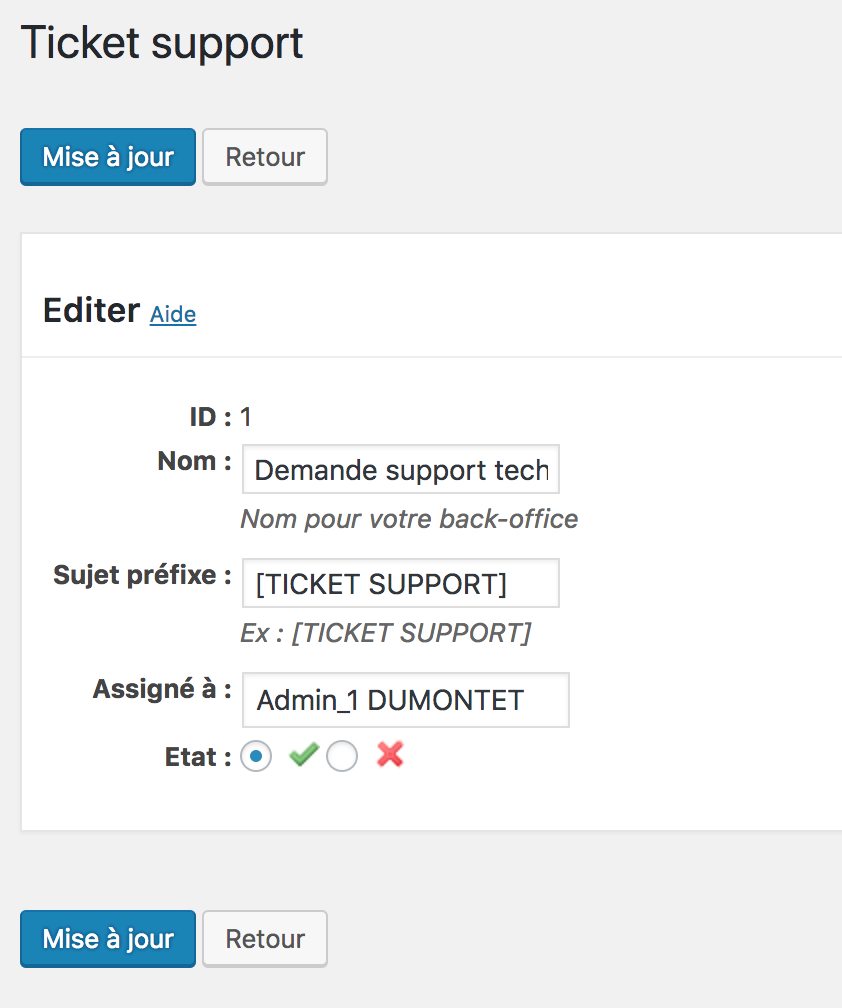 Ticket support
Mise à jour Retour
Editer Aide
ID : 1
Nom : Demande support tech
Nom pour votre back-office
Sujet préfixe : [TICKET SUPPORT]
Ex : [TICKET SUPPORT]
Assigné à : Admin_1 DUMONTET
Etat :
Mise à jour Retour